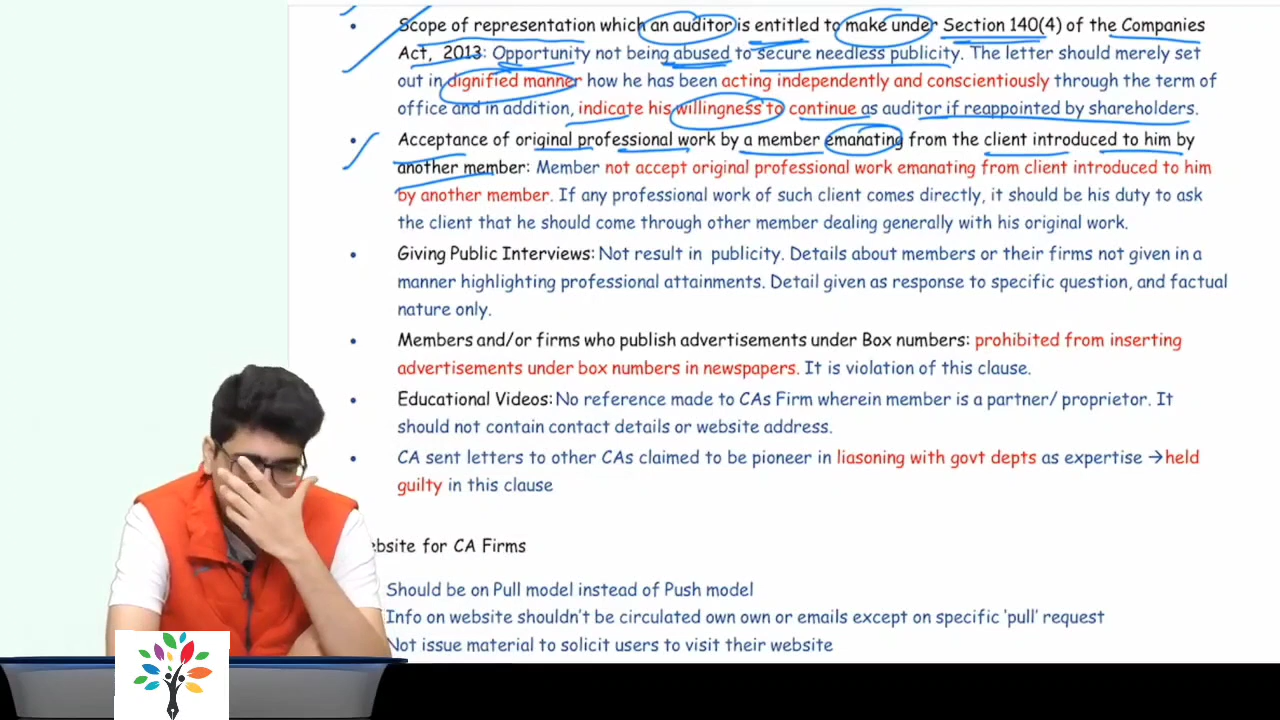 • Scope of representation which an auditor is entitled to make under Section 140(4) of the Companies
Act, 2013: Opportunity not being abused to secure needless publicity. The letter should merely set
out in dignified manner how he has been acting independently and conscientiously through the term of
office and in addition, indicate his willingness to continue as auditor if reappointed by shareholders.
• Acceptance of original professional work by a member emanating from the client introduced to him by
another member: Member not accept original professional work emanating from client introduced to him
by another member. If any professional work of such client comes directly, it should be his duty to ask
the client that he should come through other member dealing generally with his original work.
• Giving Public Interviews: Not result in publicity. Details about members or their firms not given in a
manner highlighting professional attainments. Detail given as response to specific question, and factual
nature only.
• Members and/or firms who publish advertisements under Box numbers: prohibited from inserting
advertisements under box numbers in newspapers. It is violation of this clause.
• Educational Videos: No reference made to CAs Firm wherein member is a partner/ proprietor. It
should not contain contact details or website address.
• CA sent letters to other CAs claimed to be pioneer in liasoning with govt depts as expertise → held
guilty in this clause
ebsite for CA Firms
Should be on Pull model instead of Push model
Info on website shouldn't be circulated own own or emails except on specific 'pull' request
Not issue material to solicit users to visit their website